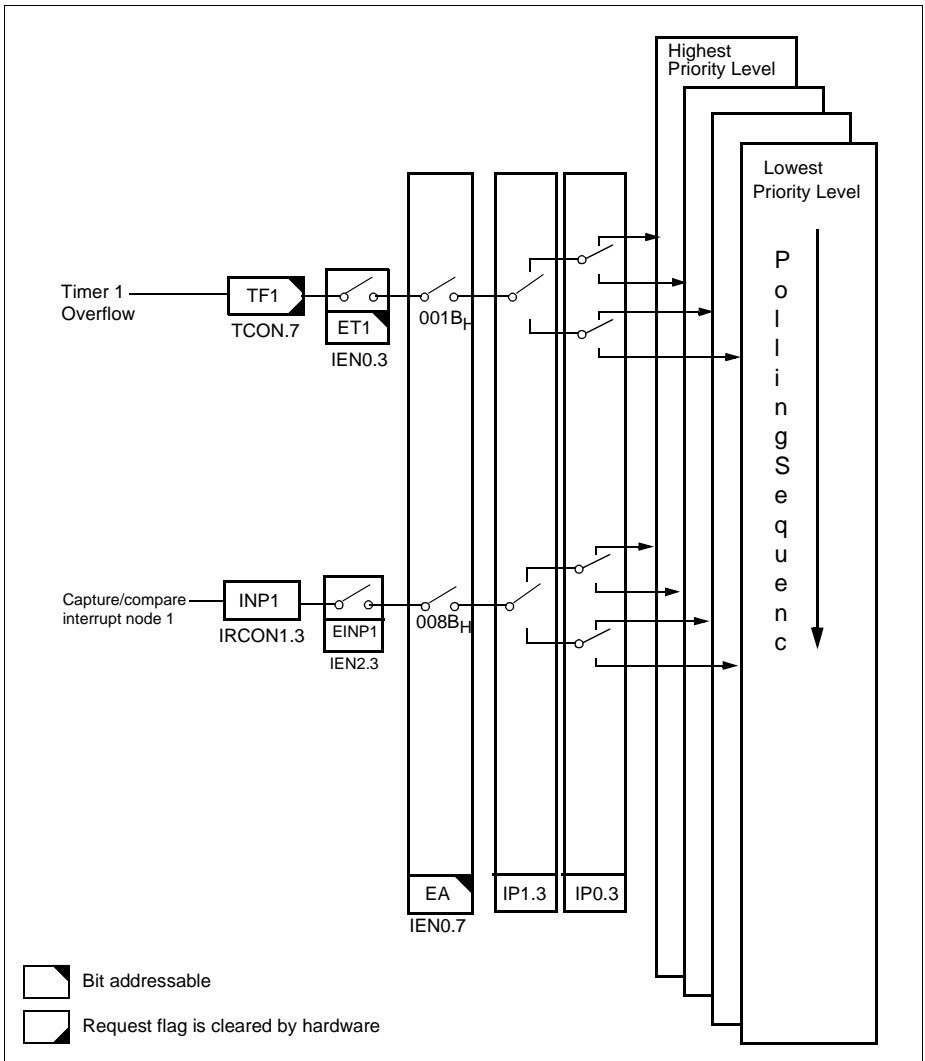 Highest
Priority Level
Lowest
Priority Level
Polling Sequenc
Timer 1
Overflow
TF1
TCON.7
ET1
IEN0.3
001BH
Capture/compare
interrupt node 1
INP1
IRCON1.3
EINP1
IEN2.3
008BH
EA
IEN0.7
IP1.3
IP0.3
Bit addressable
Request flag is cleared by hardware